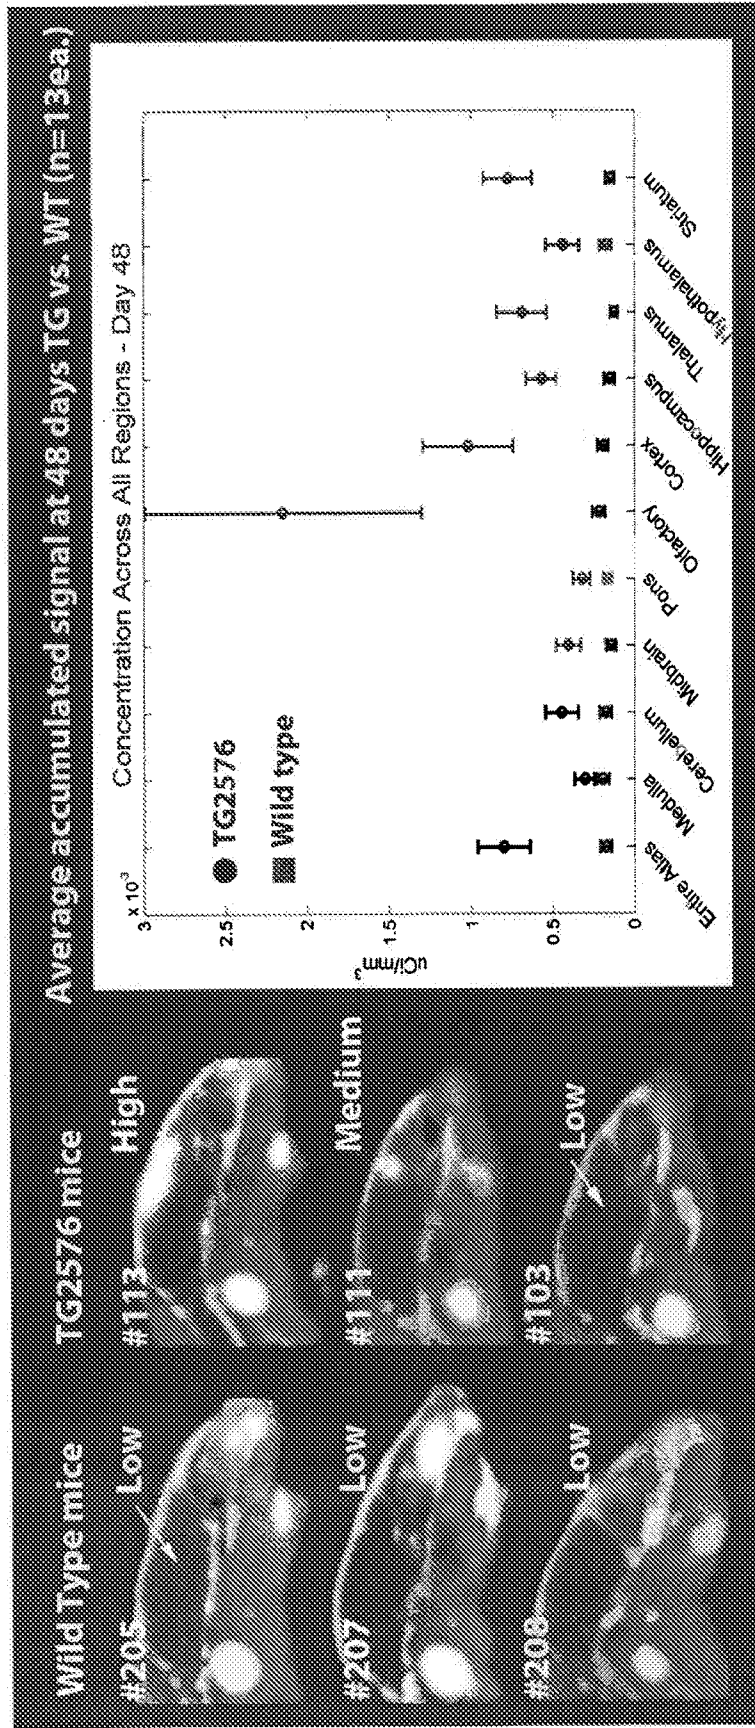 Wild Type mice
TG2576 mice
Average accumulated signal at 48 days TG vs. WT (n=13ea.)
#205
Low
#113
High
#207
Low
#111
Medium
#208
Low
#103
Low
Concentration Across All Regions - Day 48
x 10⁻³
3
2.5
2
1.5
1
0.5
0
uCi/mm³
TG2576
Wild type
Entire Atlas
Medulla
Cerebellum
Midbrain
Pons
Olfactory
Cortex
Hippocampus
Thalamus
Hypothalamus
Striatum